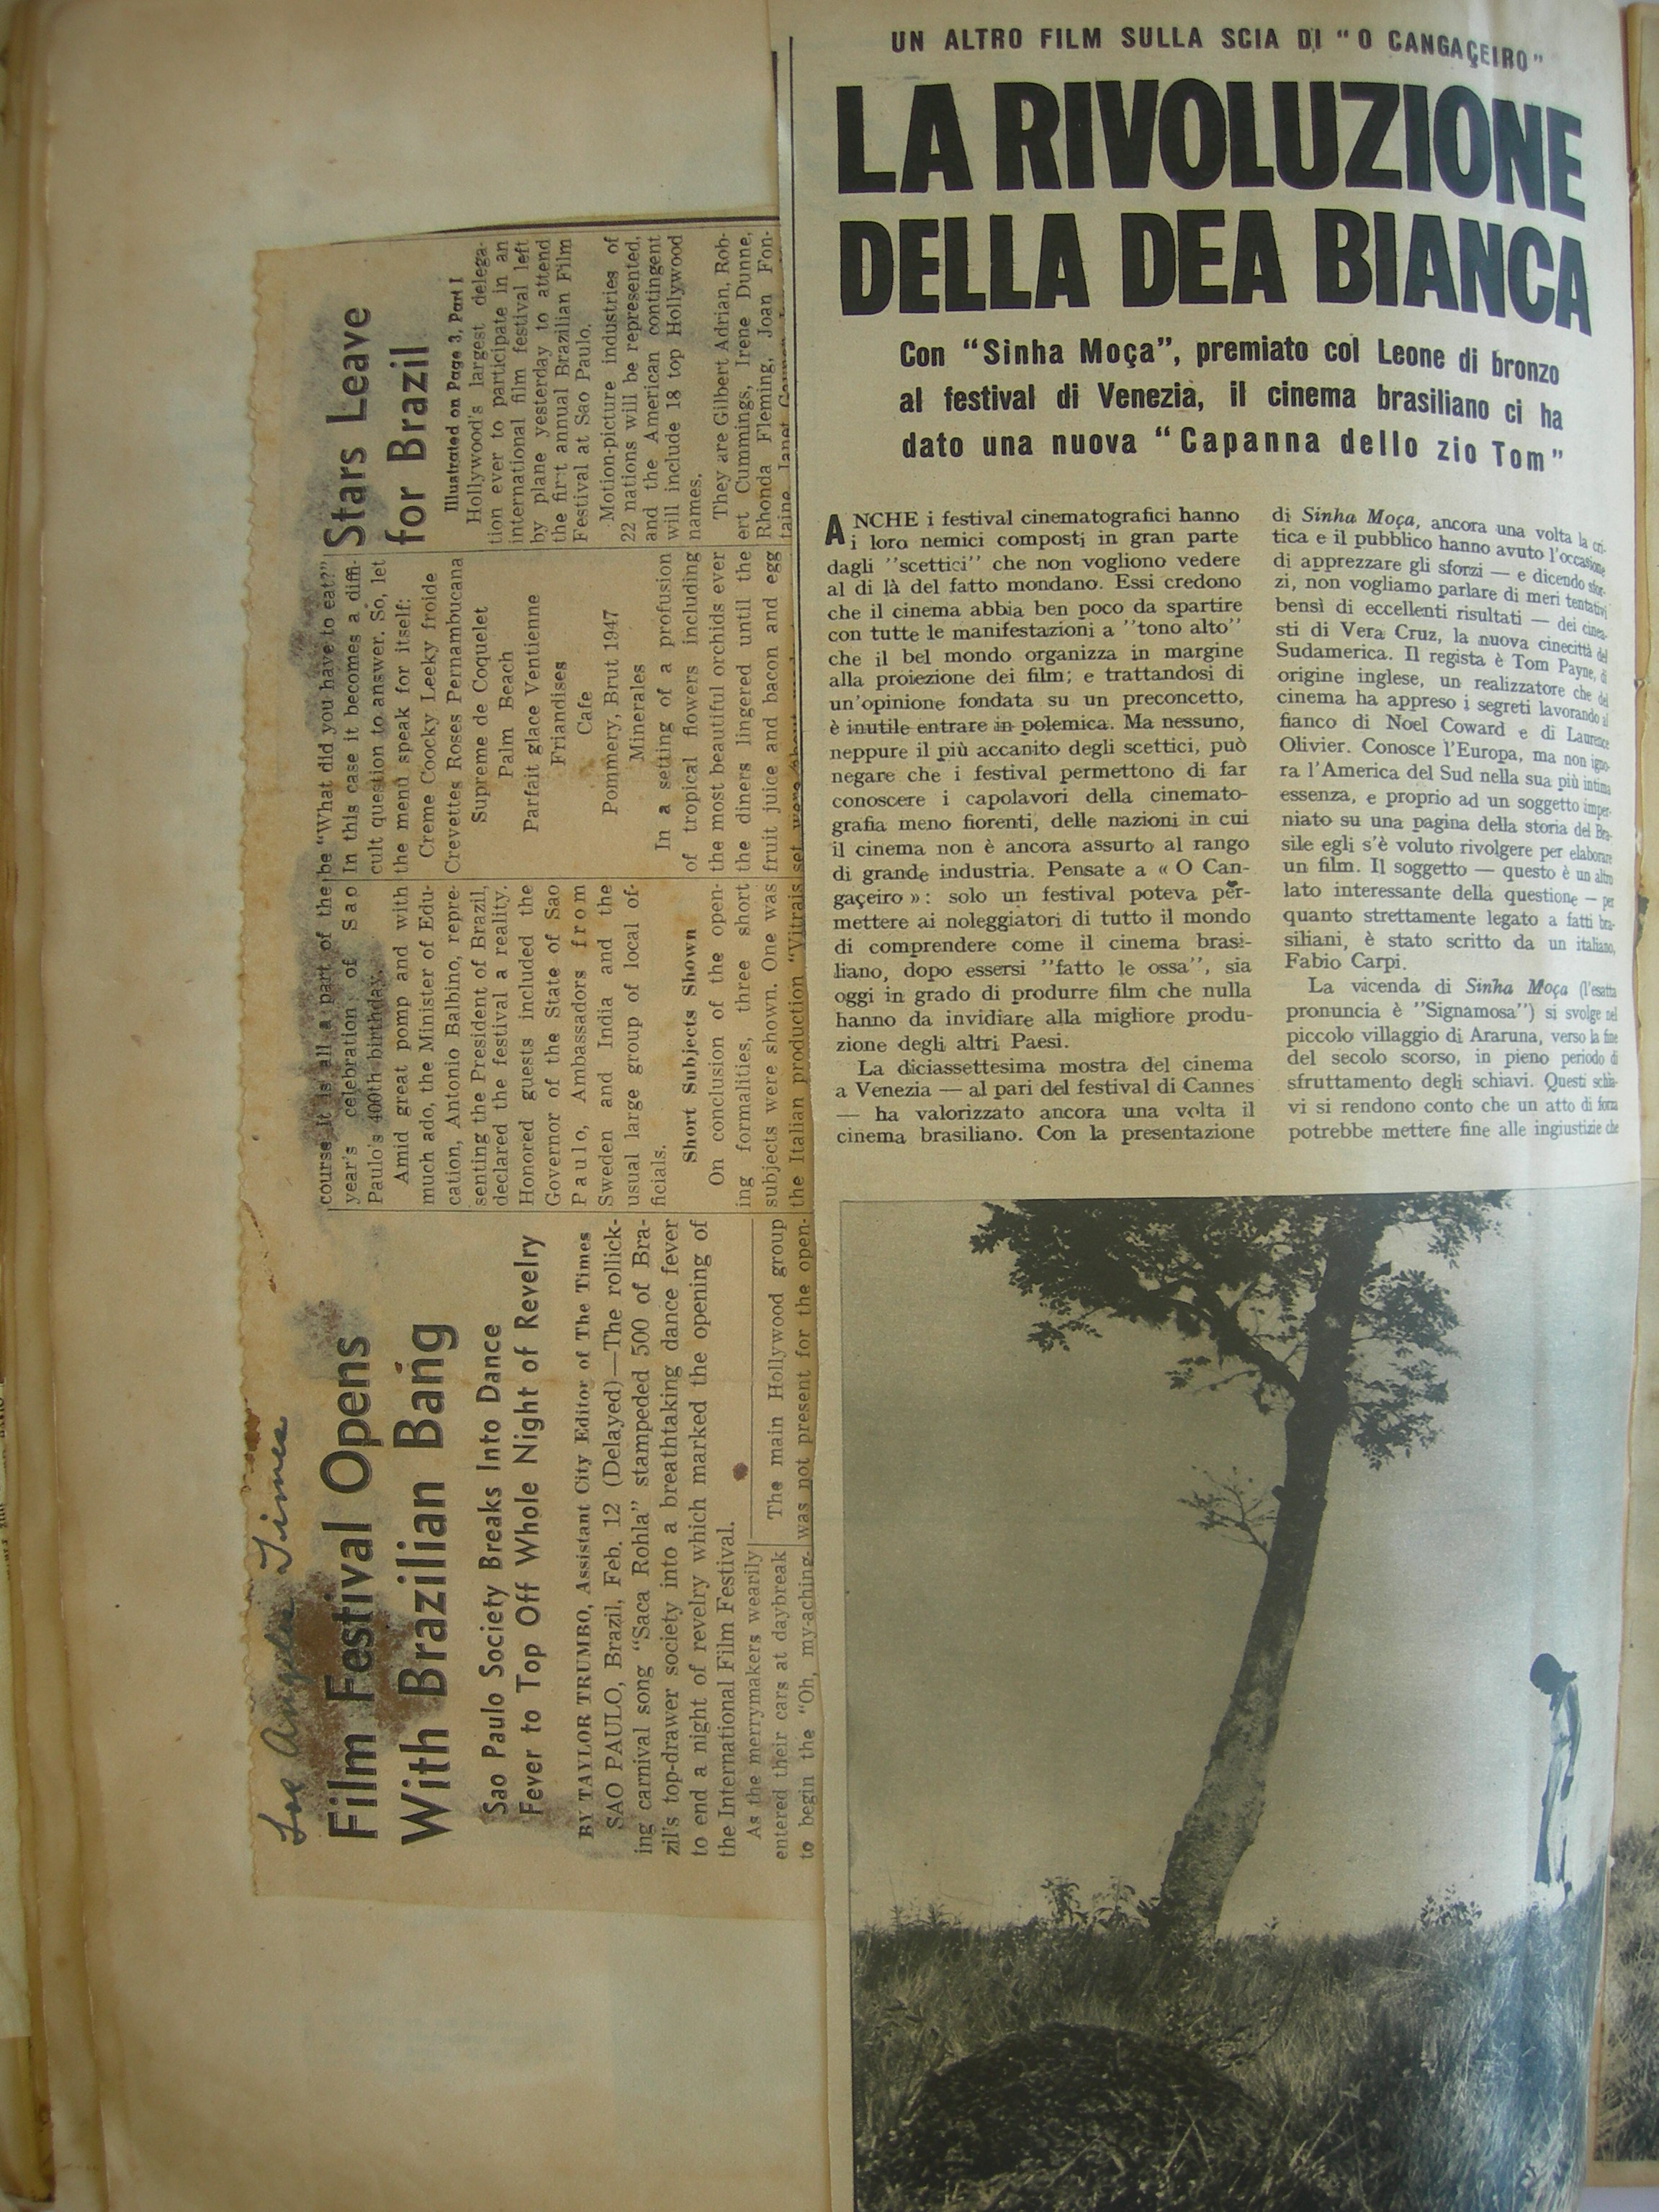 Los Angeles Times
Film Festival Opens
With Brazilian Bang
Sao Paulo Society Breaks Into Dance
Fever to Top Off Whole Night of Revelry
BY TAYLOR TRUMBO, Assistant City Editor of The Times
SAO PAULO, Brazil, Feb. 12 (Delayed)—The rollick-
ing carnival song "Saca Rohla" stampeded 500 of Bra-
zil's top-drawer society into a breathtaking dance fever
to end a night of revelry which marked the opening of
the International Film Festival.
As the merrymakers wearily
entered their cars at daybreak
to begin the "Oh, my-aching-
The main Hollywood group
was not present for the open-
course, it is all a part of the
year's celebration of Sao
Paulo's 400th birthday.
Amid great pomp and with
much ado, the Minister of Edu-
cation, Antonio Balbino, repre-
senting the President of Brazil,
declared the festival a reality.
Honored guests included the
Governor of the State of Sao
Paulo, Ambassadors from
Sweden and India and the
usual large group of local of-
ficials.
Short Subjects Shown
On conclusion of the open-
ing formalities, three short
subjects were shown. One was
the Italian production "Vitrais
be "What did you have to eat?"
In this case it becomes a diffi-
cult question to answer. So, let
the menu speak for itself:
Creme Coocky Leeky froide
Crevettes Roses Pernambucana
Supreme de Coquelet
Palm Beach
Parfait glace Ventienne
Friandises
Cafe
Pommery, Brut 1947
Minerales
In a setting of a profusion
of tropical flowers including
the most beautiful orchids ever
the diners lingered until the
fruit juice and bacon and egg
set were about
Stars Leave
for Brazil
Illustrated on Page 3, Part I
Hollywood's largest delega-
tion ever to participate in an
international film festival left
by plane yesterday to attend
the first annual Brazilian Film
Festival at Sao Paulo.
Motion-picture industries of
22 nations will be represented,
and the American contingent
will include 18 top Hollywood
names.
They are Gilbert Adrian, Rob-
ert Cummings, Irene Dunne,
Rhonda Fleming, Joan Fon-
taine, Janet
UN ALTRO FILM SULLA SCIA DI "O CANGAÇEIRO"
LA RIVOLUZIONE
DELLA DEA BIANCA
Con "Sinha Moça", premiato col Leone di bronzo
al festival di Venezia, il cinema brasiliano ci ha
dato una nuova "Capanna dello zio Tom"
ANCHE i festival cinematografici hanno
i loro nemici composti in gran parte
dagli "scettici" che non vogliono vedere
al di là del fatto mondano. Essi credono
che il cinema abbia ben poco da spartire
con tutte le manifestazioni a "tono alto"
che il bel mondo organizza in margine
alla proiezione dei film; e trattandosi di
un'opinione fondata su un preconcetto,
è inutile entrare in polemica. Ma nessuno,
neppure il più accanito degli scettici, può
negare che i festival permettono di far
conoscere i capolavori della cinemato-
grafia meno fiorenti, delle nazioni in cui
il cinema non è ancora assurto al rango
di grande industria. Pensate a « O Can-
gaçeiro »: solo un festival poteva per-
mettere ai noleggiatori di tutto il mondo
di comprendere come il cinema brasi-
liano, dopo essersi "fatto le ossa", sia
oggi in grado di produrre film che nulla
hanno da invidiare alla migliore produ-
zione degli altri Paesi.
La diciassettesima mostra del cinema
a Venezia — al pari del festival di Cannes
— ha valorizzato ancora una volta il
cinema brasiliano. Con la presentazione
di Sinha Moça, ancora una volta la cri-
tica e il pubblico hanno avuto l'occasione
di apprezzare gli sforzi — e dicendo sfor-
zi, non vogliamo parlare di meri tentativi
bensì di eccellenti risultati — dei cinea-
sti di Vera Cruz, la nuova cinecittà del
Sudamerica. Il regista è Tom Payne, di
origine inglese, un realizzatore che del
cinema ha appreso i segreti lavorando al
fianco di Noel Coward e di Laurence
Olivier. Conosce l'Europa, ma non igno-
ra l'America del Sud nella sua più intima
essenza, e proprio ad un soggetto imper-
niato su una pagina della storia del Bra-
sile egli s'è voluto rivolgere per elaborare
un film. Il soggetto — questo è un altro
lato interessante della questione — per
quanto strettamente legato a fatti bra-
siliani, è stato scritto da un italiano,
Fabio Carpi.
La vicenda di Sinha Moça (l'esatta
pronuncia è "Signamosa") si svolge nel
piccolo villaggio di Araruna, verso la fine
del secolo scorso, in pieno periodo di
sfruttamento degli schiavi. Questi schia-
vi si rendono conto che un atto di forza
potrebbe mettere fine alle ingiustizie che